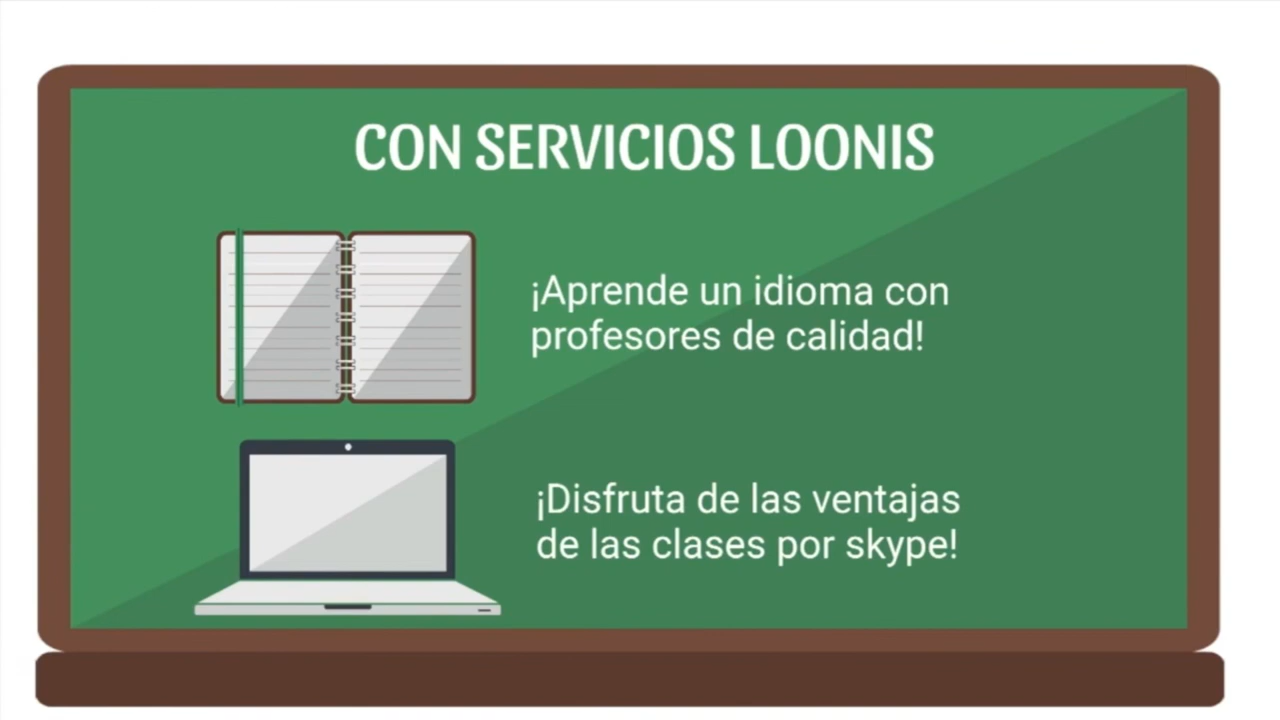 CON SERVICIOS LOONIS
¡Aprende un idioma con
profesores de calidad!
¡Disfruta de las ventajas
de las clases por skype!